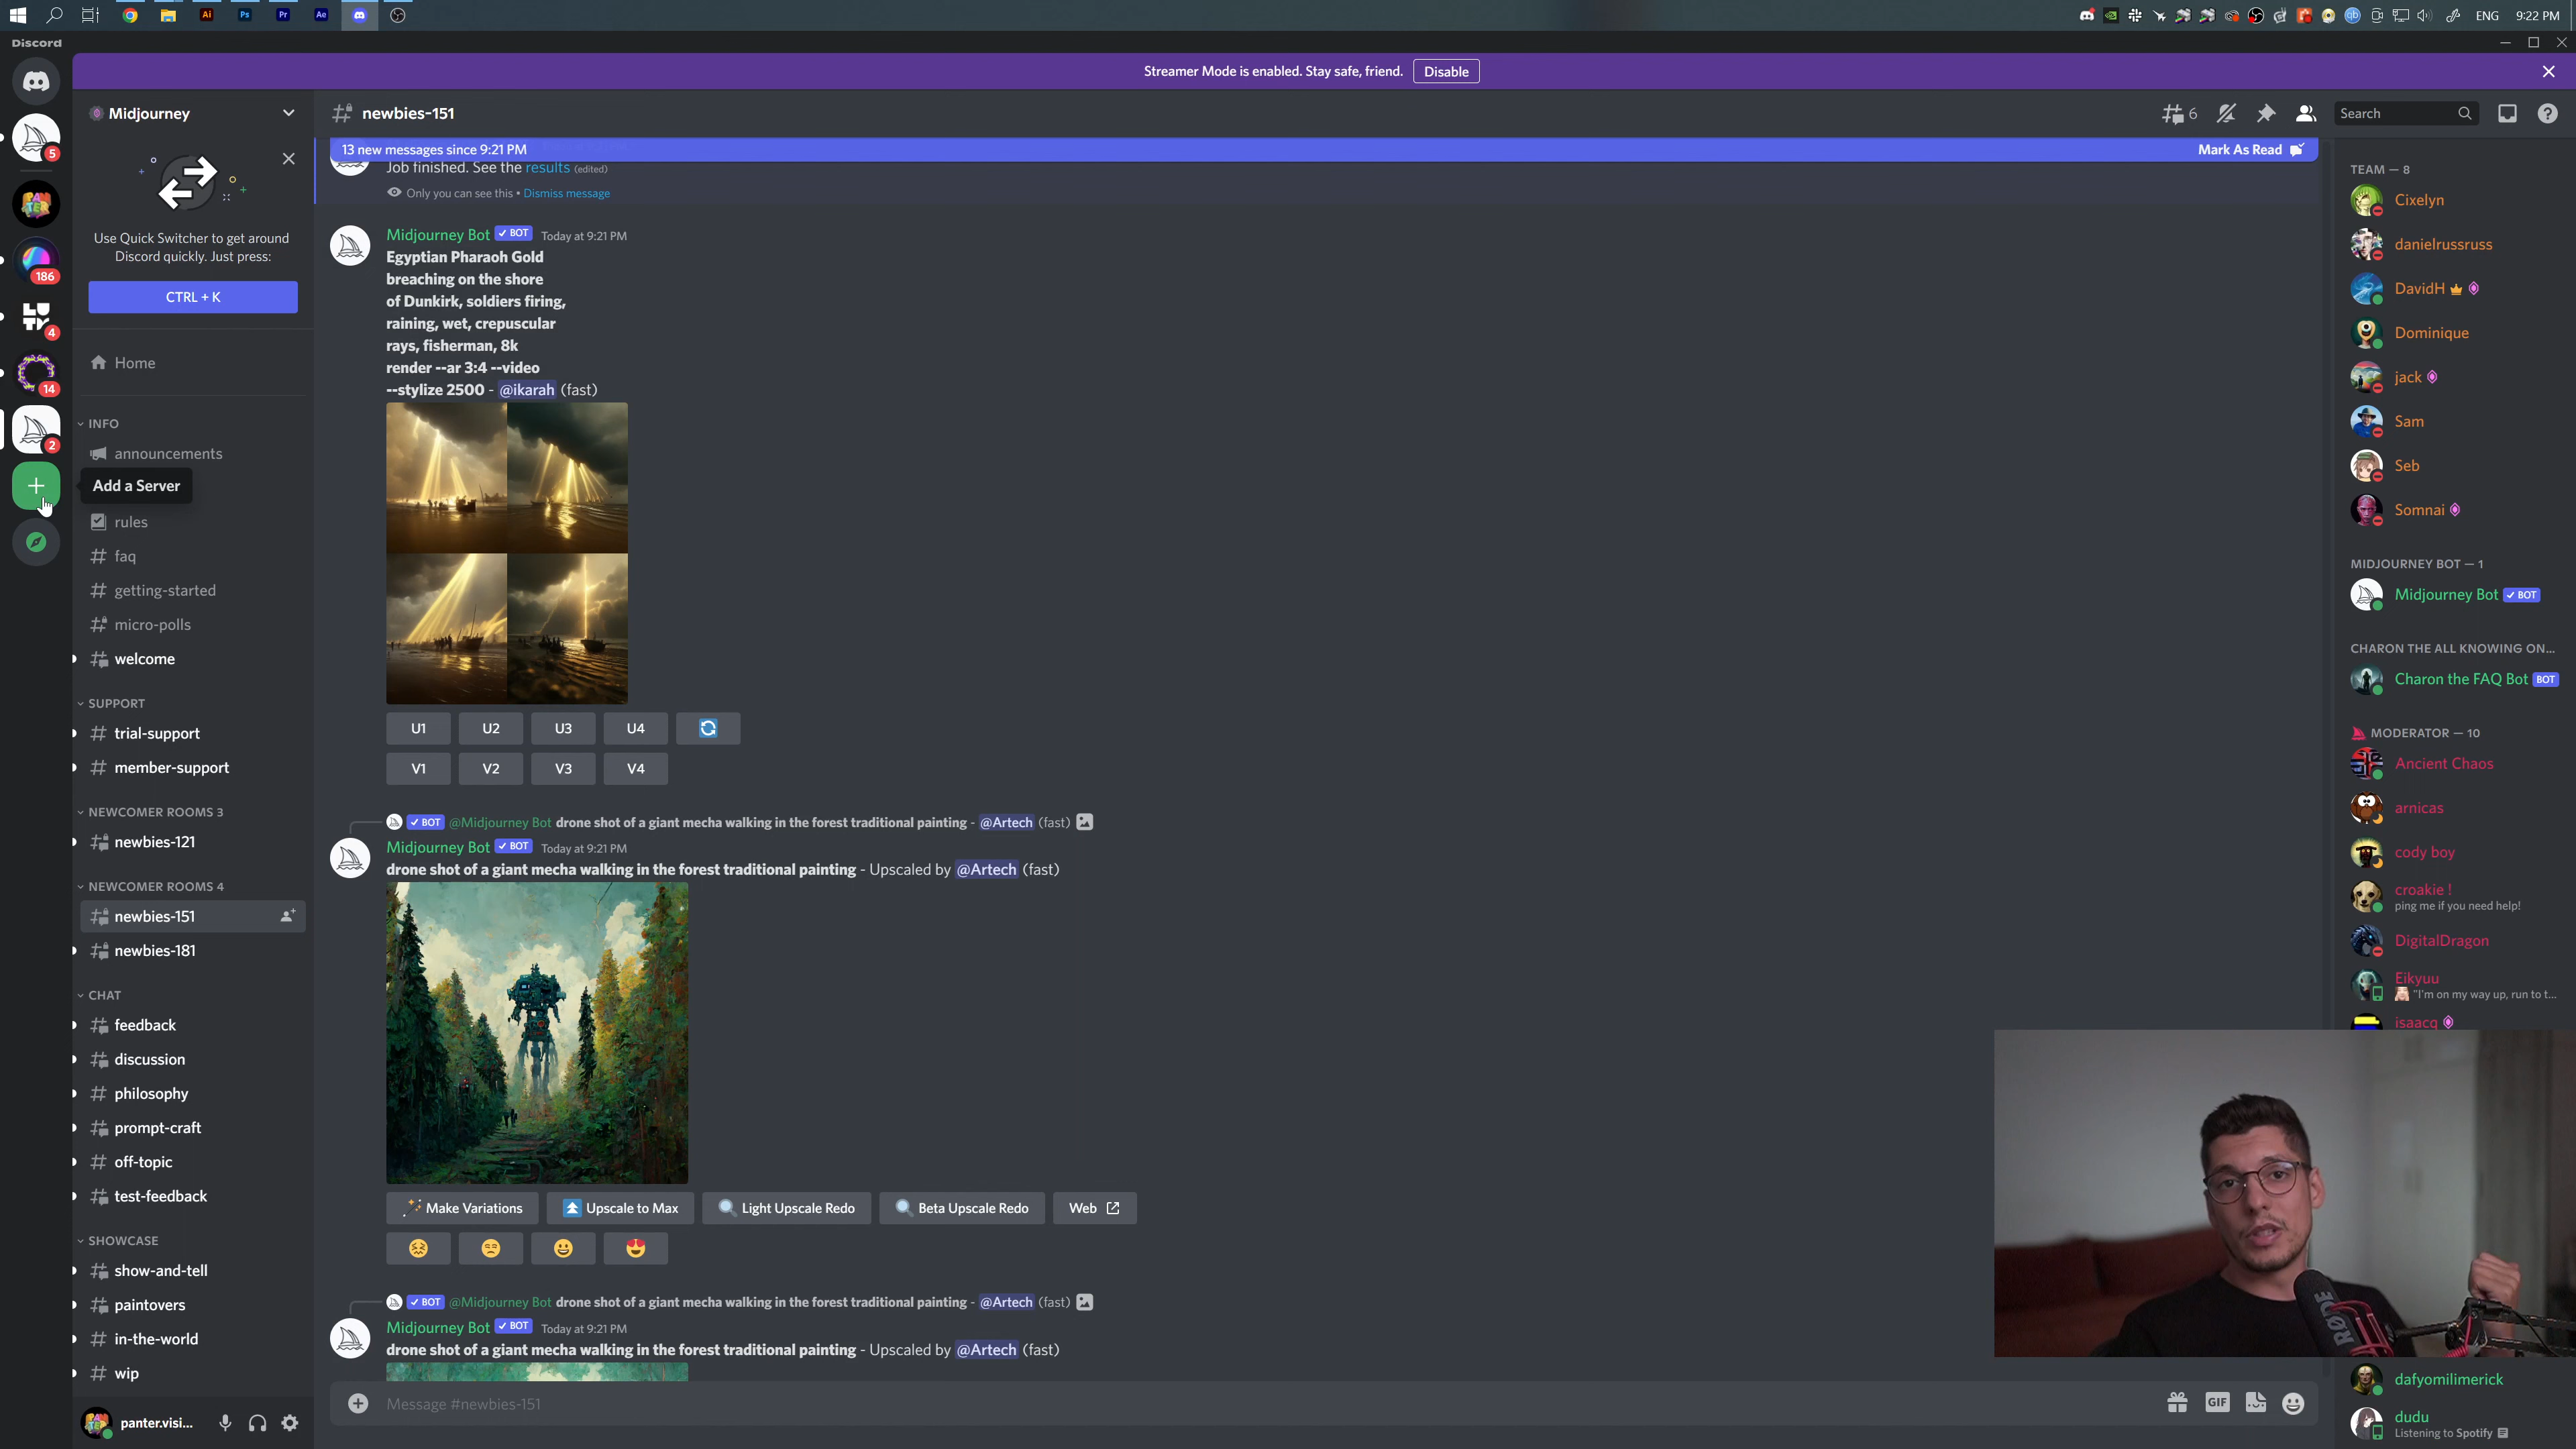 Ai
Ps
Pr
Ae
ENG
9:22 PM
Discord
Streamer Mode is enabled. Stay safe, friend.
Disable
5
186
4
14
2
Add a Server
Midjourney
Use Quick Switcher to get around
Discord quickly. Just press:
CTRL + K
Home
INFO
announcements
rules
faq
getting-started
micro-polls
welcome
SUPPORT
trial-support
member-support
NEWCOMER ROOMS 3
newbies-121
NEWCOMER ROOMS 4
newbies-151
newbies-181
CHAT
feedback
discussion
philosophy
prompt-craft
off-topic
test-feedback
SHOWCASE
show-and-tell
paintovers
in-the-world
wip
panter.visi...
newbies-151
6
Search
13 new messages since 9:21 PM
Mark As Read
Job finished. See the results (edited)
Only you can see this • Dismiss message
Midjourney Bot BOT Today at 9:21 PM
Egyptian Pharaoh Gold
breaching on the shore
of Dunkirk, soldiers firing,
raining, wet, crepuscular
rays, fisherman, 8k
render --ar 3:4 --video
--stylize 2500 - @ikarah (fast)
U1 U2 U3 U4
V1 V2 V3 V4
BOT @Midjourney Bot drone shot of a giant mecha walking in the forest traditional painting - @Artech (fast)
Midjourney Bot BOT Today at 9:21 PM
drone shot of a giant mecha walking in the forest traditional painting - Upscaled by @Artech (fast)
Make Variations Upscale to Max Light Upscale Redo Beta Upscale Redo Web
BOT @Midjourney Bot drone shot of a giant mecha walking in the forest traditional painting - @Artech (fast)
Midjourney Bot BOT Today at 9:21 PM
drone shot of a giant mecha walking in the forest traditional painting - Upscaled by @Artech (fast)
Message #newbies-151
GIF
TEAM — 8
Cixelyn
danielrussruss
DavidH
Dominique
jack
Sam
Seb
Somnai
MIDJOURNEY BOT — 1
Midjourney Bot BOT
CHARON THE ALL KNOWING ON...
Charon the FAQ Bot BOT
MODERATOR — 10
Ancient Chaos
arnicas
cody boy
croakie !
ping me if you need help!
DigitalDragon
Eikyuu
"I'm on my way up, run to t...
isaacq
RØDE
dafyomilimerick
dudu
Listening to Spotify